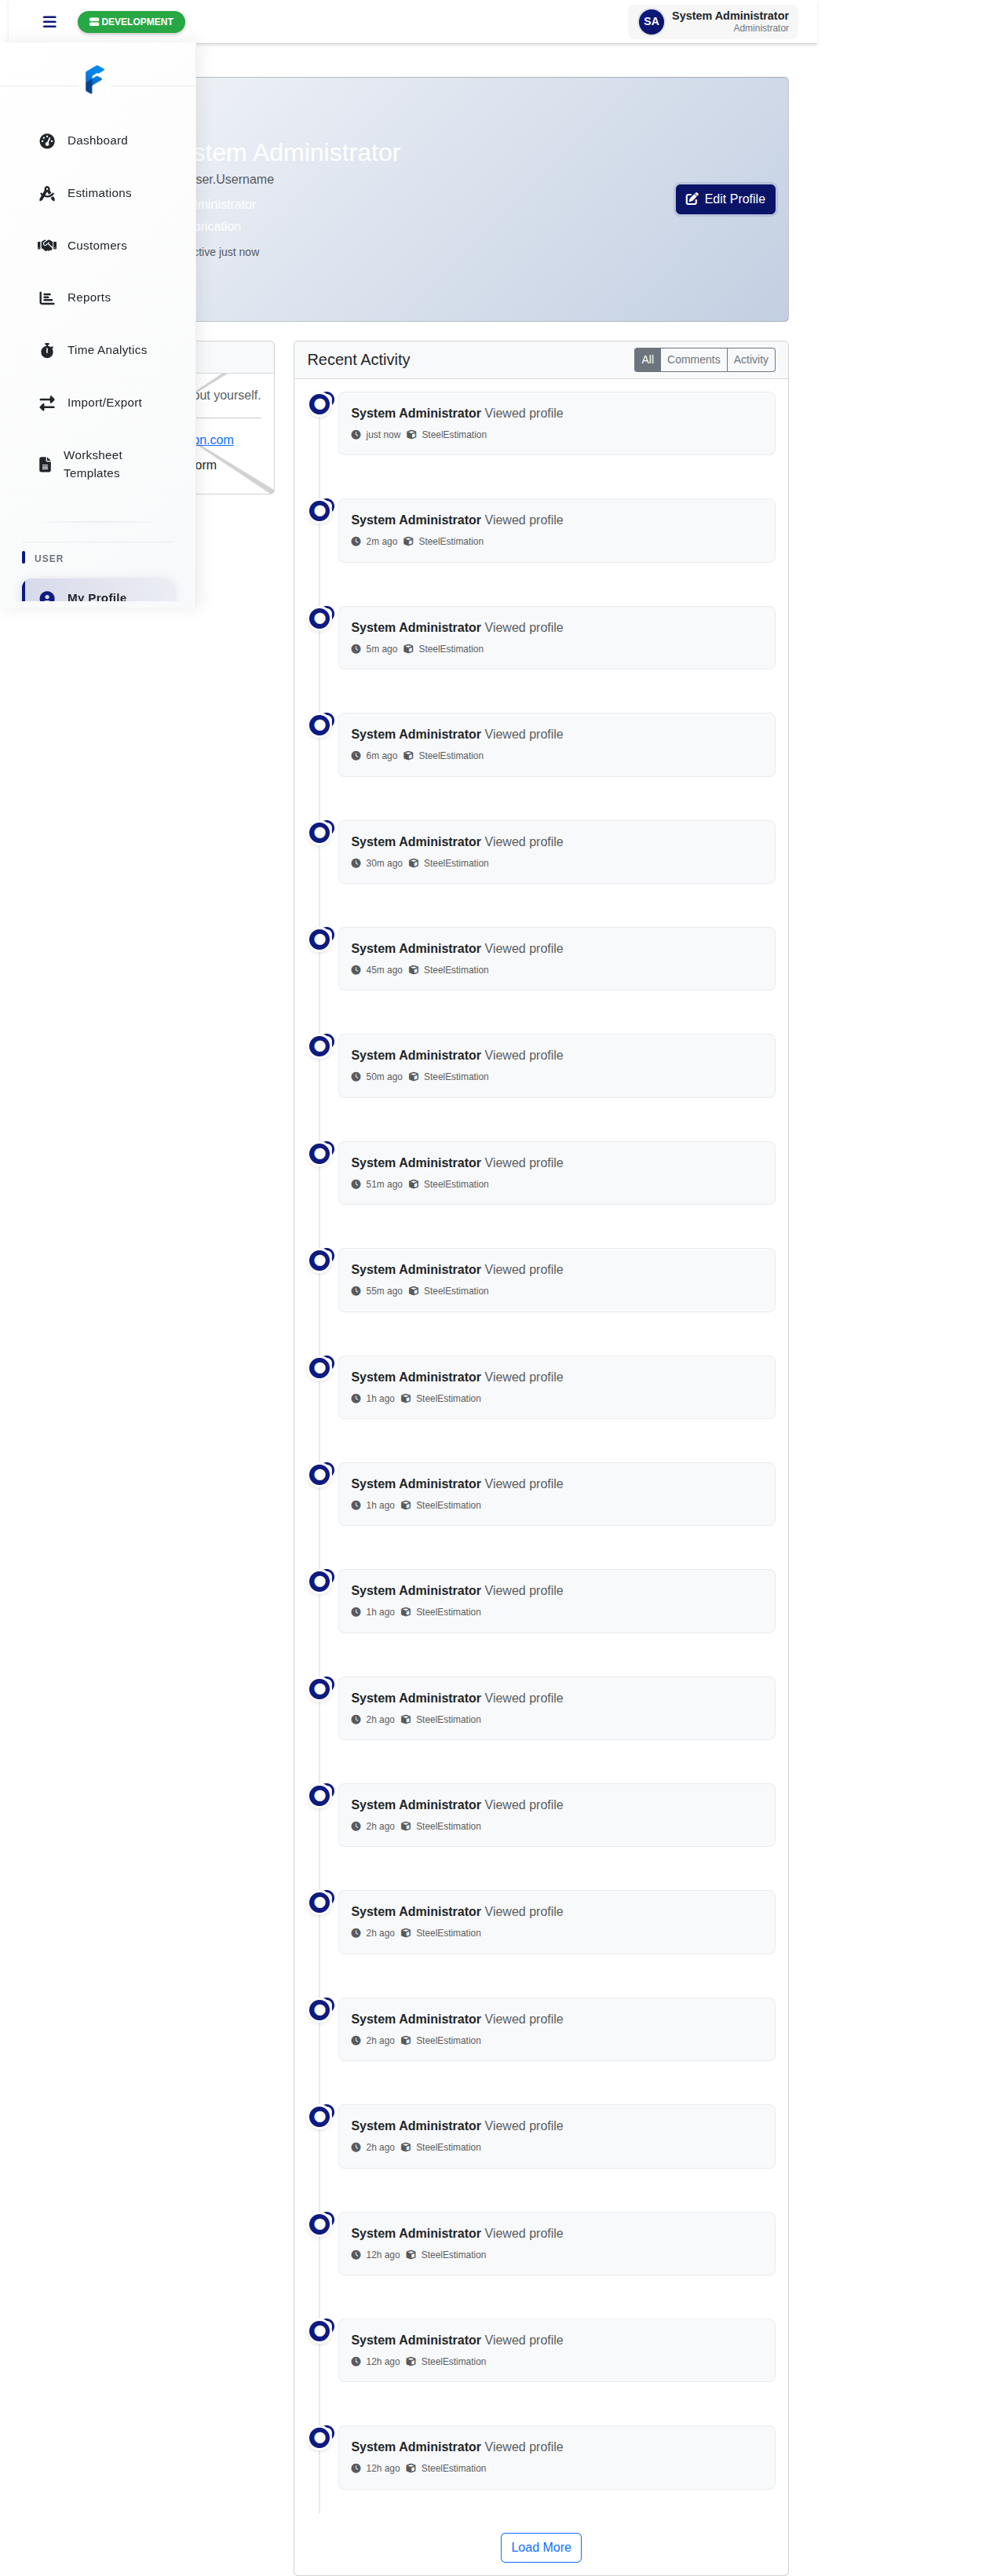 DEVELOPMENT
SA
System Administrator
Administrator
Dashboard
Estimations
Customers
Reports
Time Analytics
Import/Export
Worksheet
Templates
USER
My Profile
stem Administrator
ser.Username
ministrator
rication
ctive just now
Edit Profile
out yourself.
on.com
orm
Recent Activity
All
Comments
Activity
System Administrator Viewed profile
just now SteelEstimation
System Administrator Viewed profile
2m ago SteelEstimation
System Administrator Viewed profile
5m ago SteelEstimation
System Administrator Viewed profile
6m ago SteelEstimation
System Administrator Viewed profile
30m ago SteelEstimation
System Administrator Viewed profile
45m ago SteelEstimation
System Administrator Viewed profile
50m ago SteelEstimation
System Administrator Viewed profile
51m ago SteelEstimation
System Administrator Viewed profile
55m ago SteelEstimation
System Administrator Viewed profile
1h ago SteelEstimation
System Administrator Viewed profile
1h ago SteelEstimation
System Administrator Viewed profile
1h ago SteelEstimation
System Administrator Viewed profile
2h ago SteelEstimation
System Administrator Viewed profile
2h ago SteelEstimation
System Administrator Viewed profile
2h ago SteelEstimation
System Administrator Viewed profile
2h ago SteelEstimation
System Administrator Viewed profile
2h ago SteelEstimation
System Administrator Viewed profile
12h ago SteelEstimation
System Administrator Viewed profile
12h ago SteelEstimation
System Administrator Viewed profile
12h ago SteelEstimation
Load More